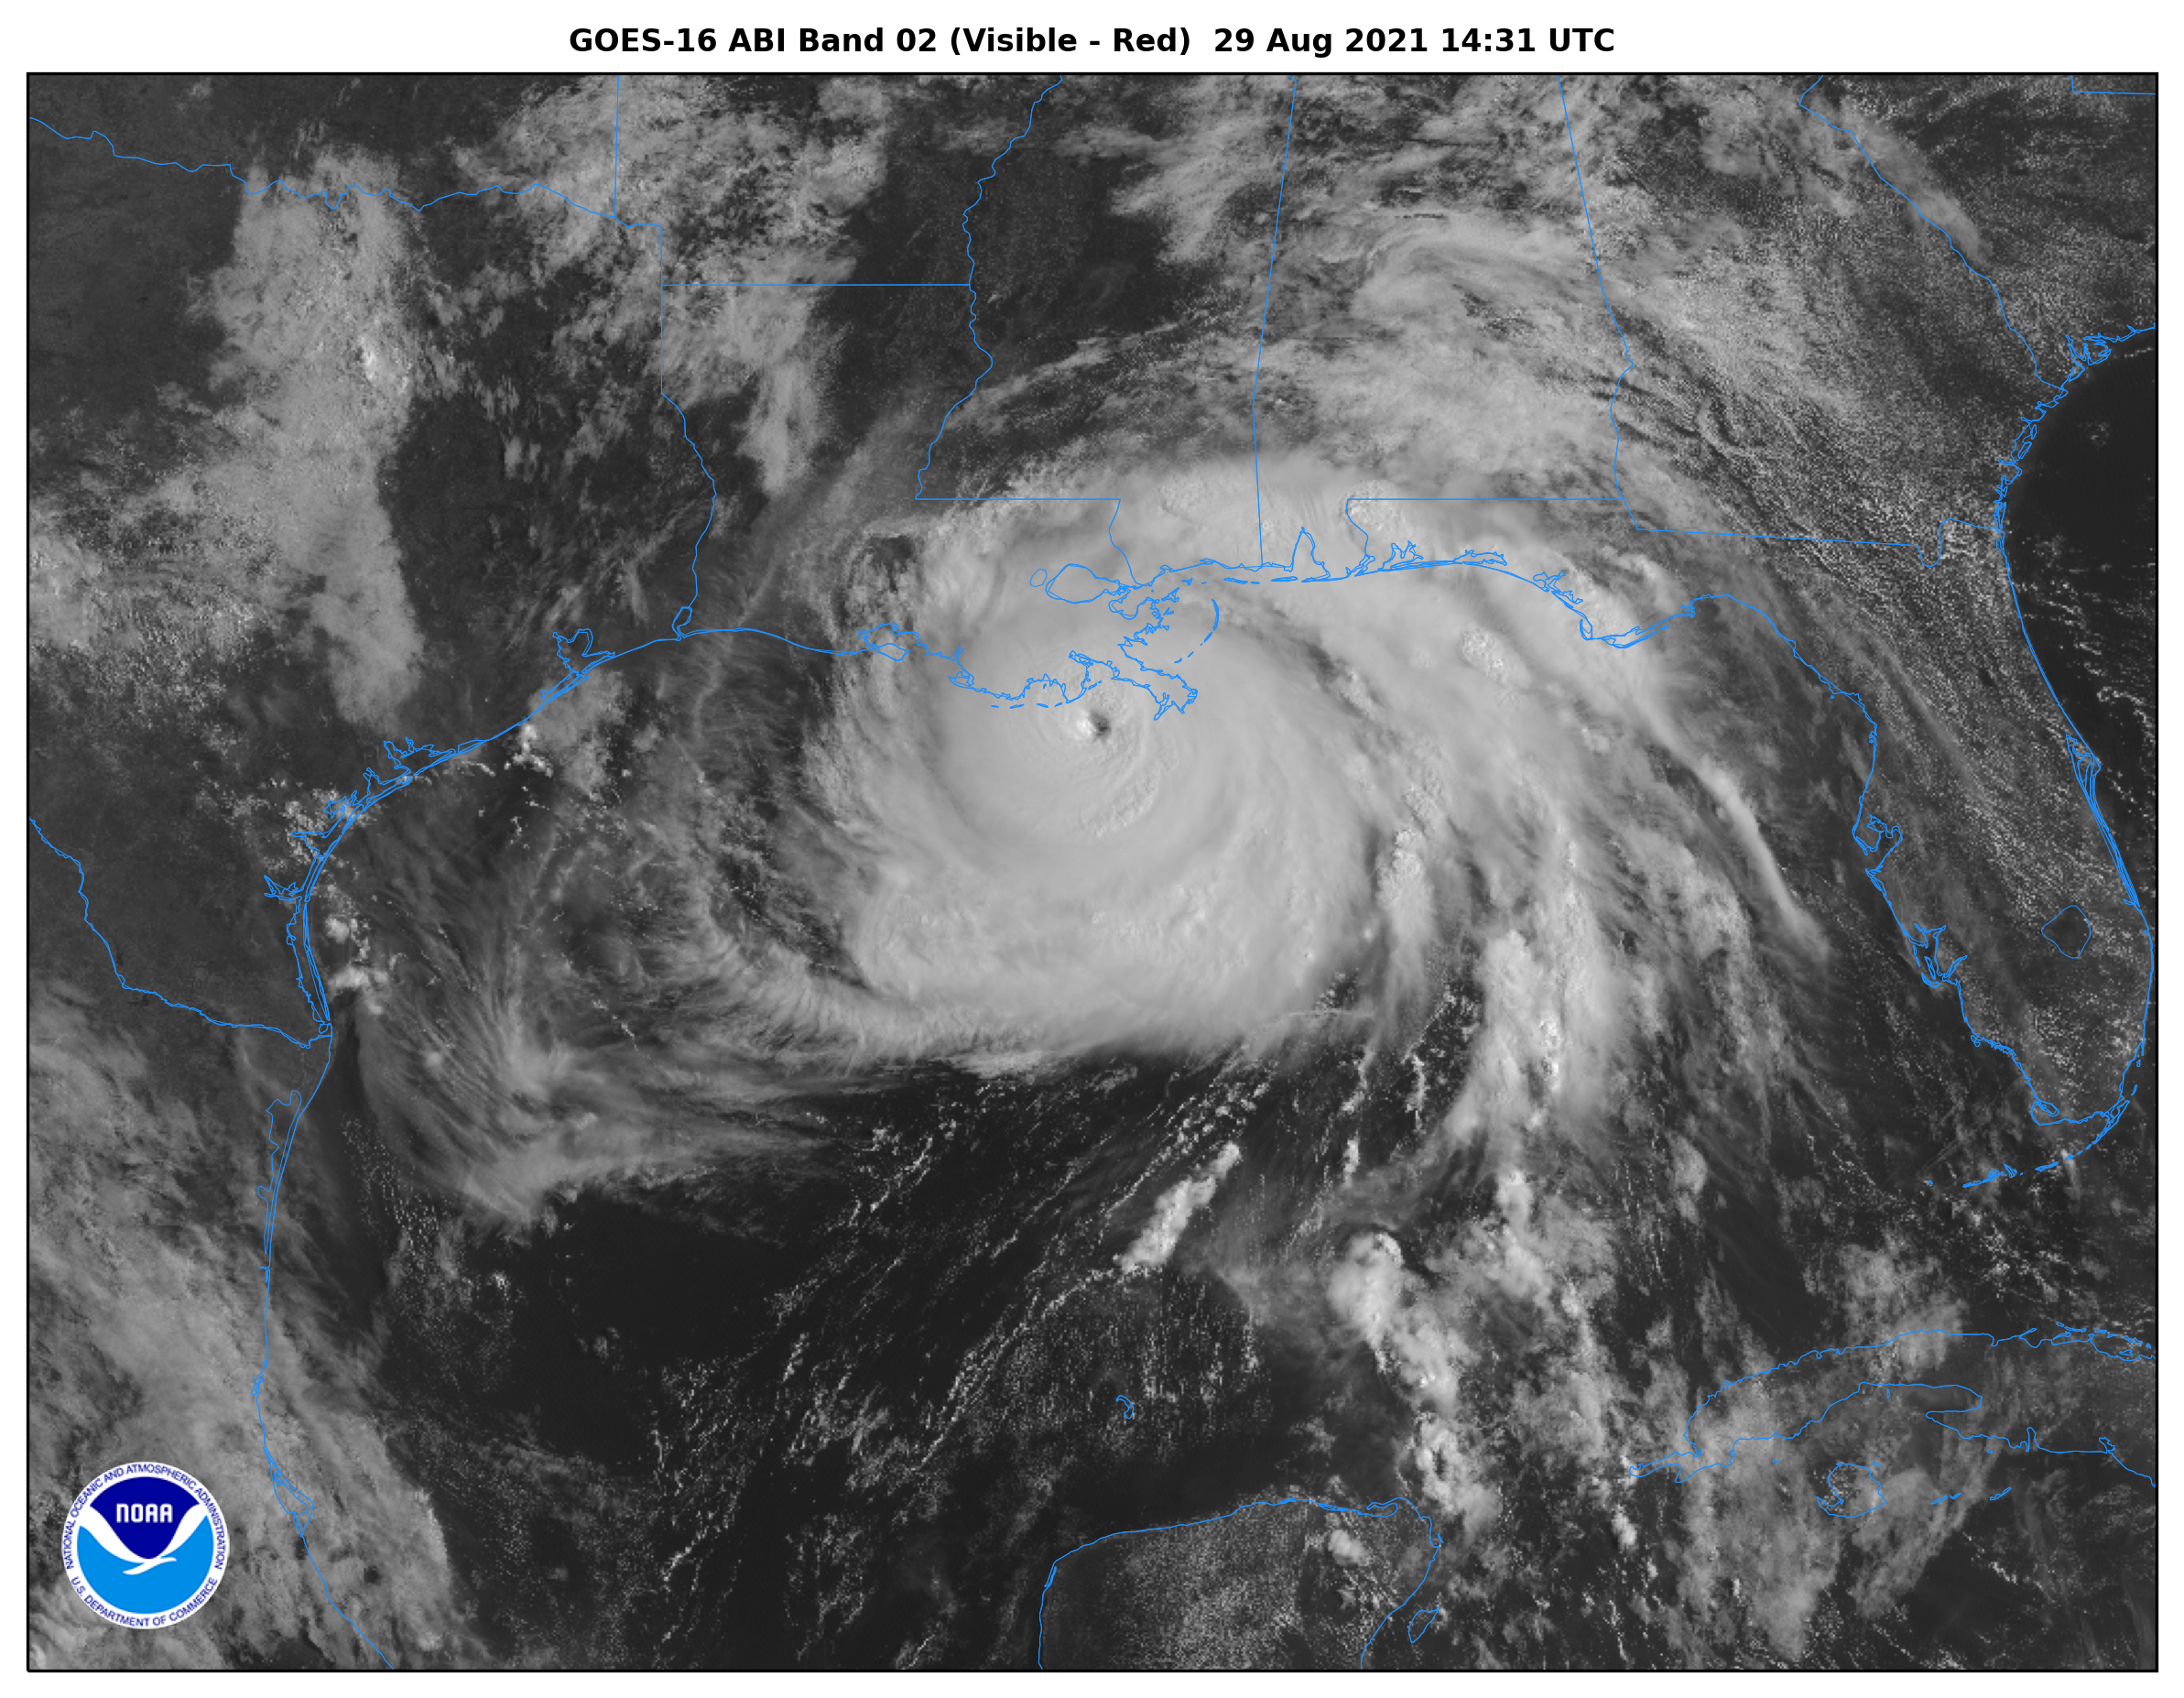 GOES-16 ABI Band 02 (Visible - Red)  29 Aug 2021 14:31 UTC
NATIONAL OCEANIC AND ATMOSPHERIC ADMINISTRATION
NOAA
U.S. DEPARTMENT OF COMMERCE